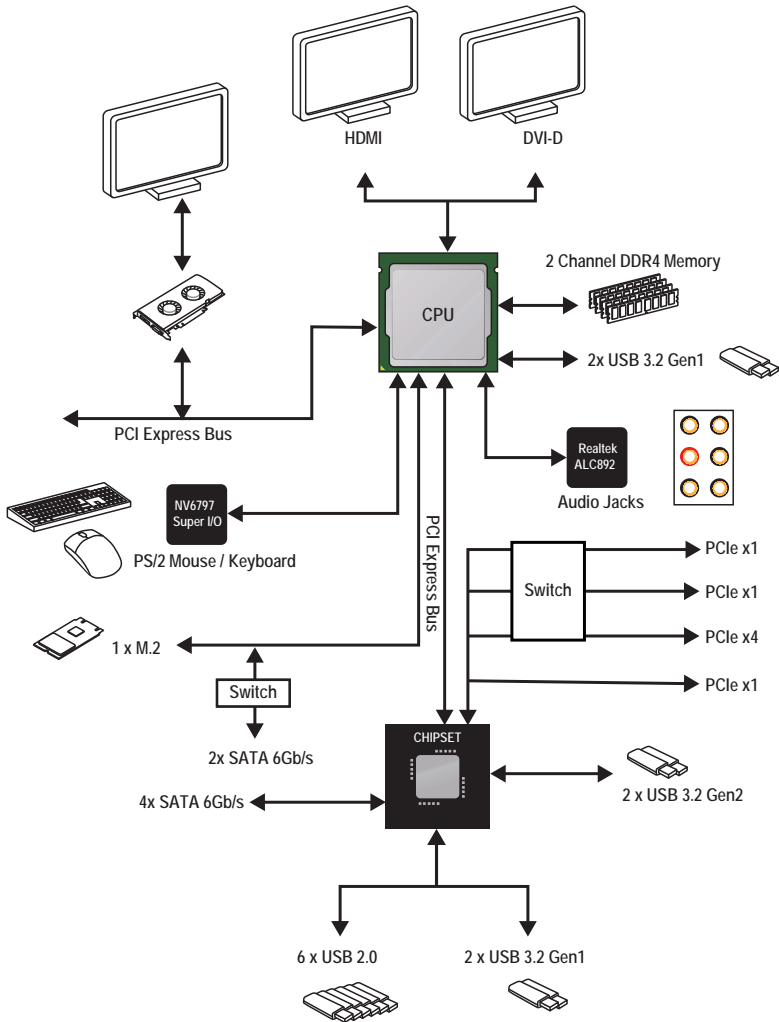 HDMI
DVI-D
2 Channel DDR4 Memory
CPU
2x USB 3.2 Gen1
PCI Express Bus
Realtek
ALC892
Audio Jacks
NV6797
Super I/O
PS/2 Mouse / Keyboard
PCI Express Bus
PCIe x1
Switch
PCIe x1
PCIe x4
PCIe x1
1 x M.2
Switch
2x SATA 6Gb/s
CHIPSET
4x SATA 6Gb/s
2 x USB 3.2 Gen2
6 x USB 2.0
2 x USB 3.2 Gen1